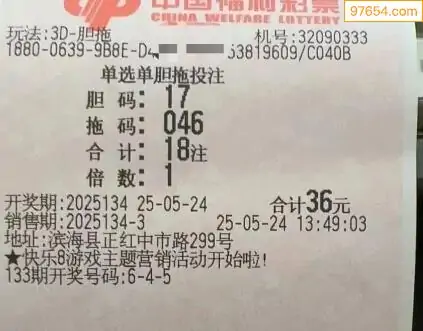 97654.com
中国福利彩票
CHINA WELFARE LOTTERY
玩法:3D-胆拖
机号:32090333
1880-0639-9B8E-D4 53819609/C040B
单选单胆拖投注
胆码: 17
拖码: 046
合计: 18注
倍数: 1
开奖期:2025134 25-05-24 合计36元
销售期:2025134-3 25-05-24 13:49:03
地址:滨海县正红中市路299号
★快乐8游戏主题营销活动开始啦!
133期开奖号码:6-4-5